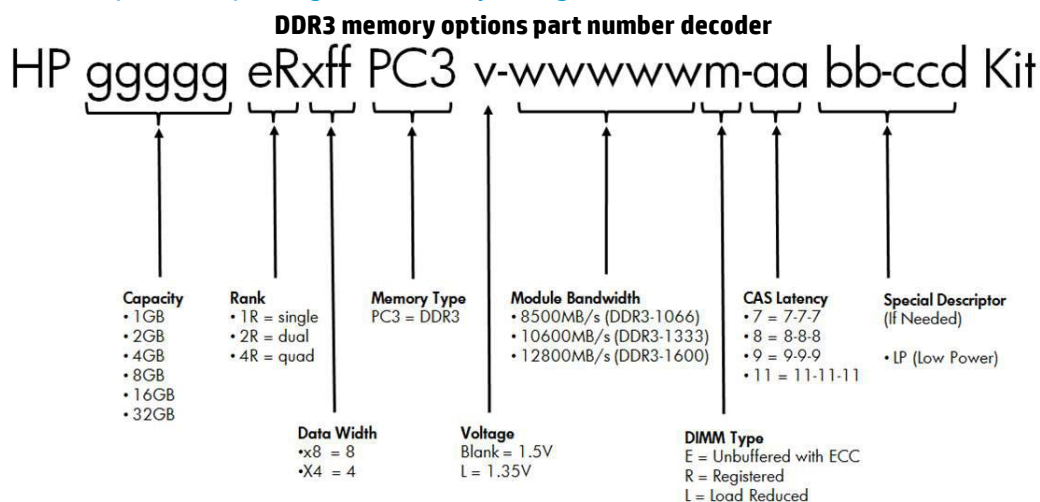 DDR3 memory options part number decoder
HP ggggg eRxff PC3 v-wwwwwm-aa bb-ccd Kit
Capacity
• 1GB
• 2GB
• 4GB
• 8GB
• 16GB
• 32GB
Rank
• 1R = single
• 2R = dual
• 4R = quad
Memory Type
PC3 = DDR3
Module Bandwidth
• 8500MB/s (DDR3-1066)
• 10600MB/s (DDR3-1333)
• 12800MB/s (DDR3-1600)
CAS Latency
• 7 = 7-7-7
• 8 = 8-8-8
• 9 = 9-9-9
• 11 = 11-11-11
Special Descriptor
(If Needed)
• LP (Low Power)
Data Width
•x8 = 8
•X4 = 4
Voltage
Blank = 1.5V
L = 1.35V
DIMM Type
E = Unbuffered with ECC
R = Registered
L = Load Reduced